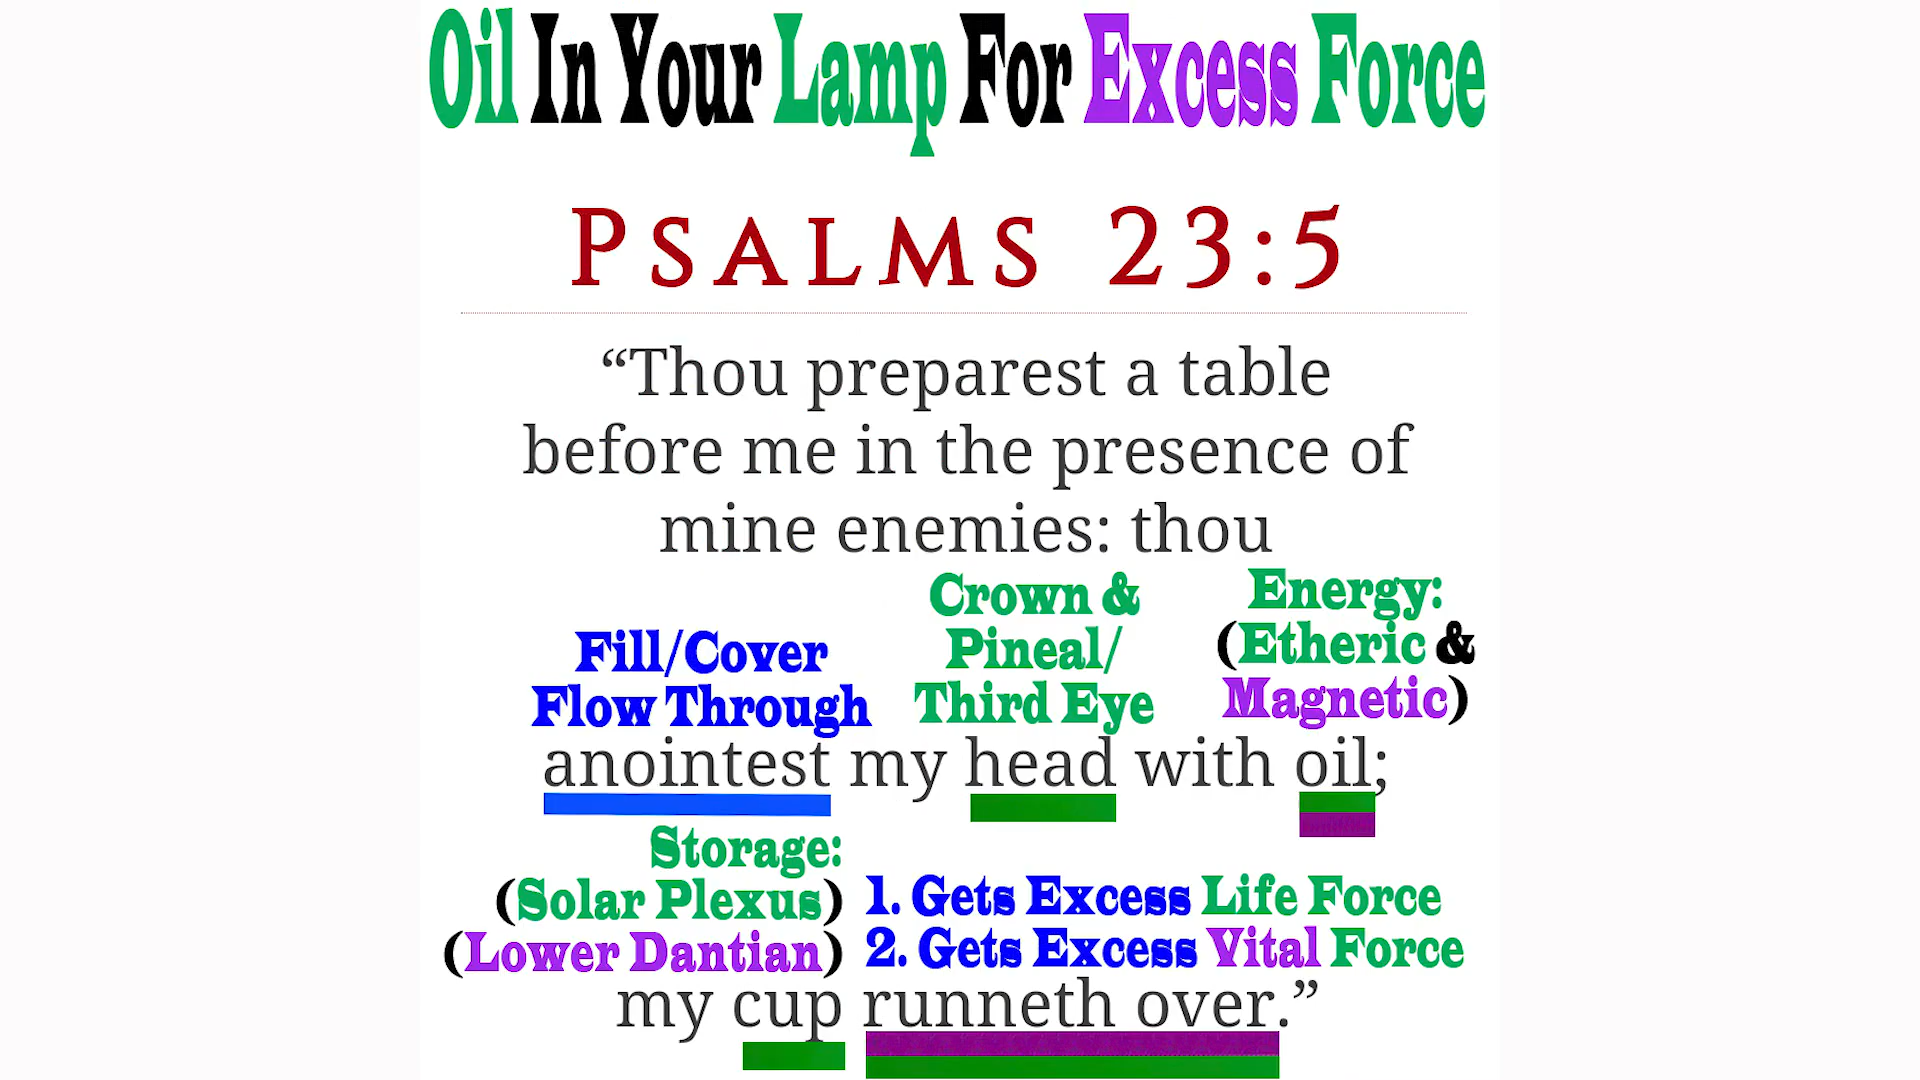 Oil In Your Lamp For Excess Force
PSALMS 23:5
“Thou preparest a table
before me in the presence of
mine enemies: thou
Fill/Cover
Flow Through
Crown &
Pineal/
Third Eye
Energy:
(Etheric &
Magnetic)
anointest my head with oil;
Storage:
(Solar Plexus)
(Lower Dantian)
1. Gets Excess Life Force
2. Gets Excess Vital Force
my cup runneth over.”